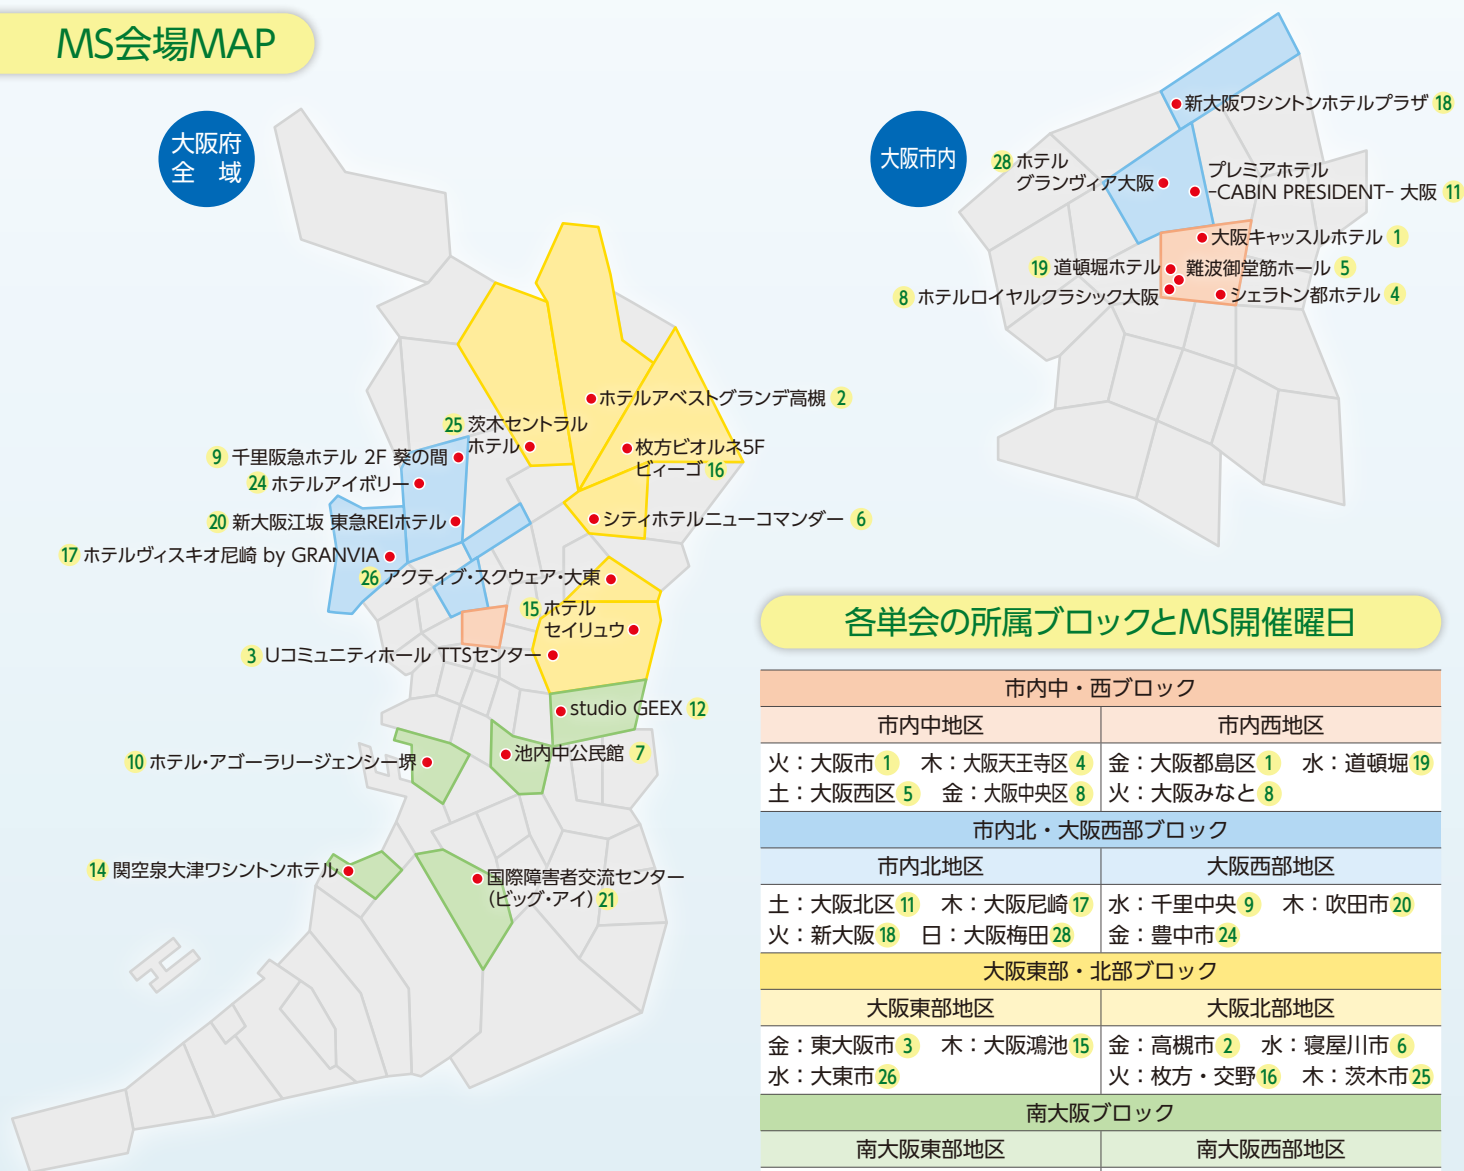 MS会場MAP
大阪府
全 域
25 茨木セントラル
ホテル
ホテルアベストグランデ高槻 2
9 千里阪急ホテル 2F 葵の間
枚方ビオルネ5F
ビィーゴ 16
24 ホテルアイボリー
20 新大阪江坂 東急REIホテル
シティホテルニューコマンダー 6
17 ホテルヴィスキオ尼崎 by GRANVIA
26 アクティブ・スクウェア・大東
15 ホテル
セイリュウ
3 Uコミュニティホール TTSセンター
studio GEEX 12
10 ホテル・アゴーラリージェンシー堺
池内中公民館 7
14 関空泉大津ワシントンホテル
国際障害者交流センター
(ビッグ・アイ) 21
大阪市内
新大阪ワシントンホテルプラザ 18
28 ホテル
グランヴィア大阪
プレミアホテル
-CABIN PRESIDENT- 大阪 11
大阪キャッスルホテル 1
19 道頓堀ホテル
難波御堂筋ホール 5
8 ホテルロイヤルクラシック大阪
シェラトン都ホテル 4
各単会の所属ブロックとMS開催曜日
市内中・西ブロック
市内中地区 市内西地区
火：大阪市1 木：大阪天王寺区4 金：大阪都島区1 水：道頓堀19
土：大阪西区5 金：大阪中央区8 火：大阪みなと8
市内北・大阪西部ブロック
市内北地区 大阪西部地区
土：大阪北区11 木：大阪尼崎17 水：千里中央9 木：吹田市20
火：新大阪18 日：大阪梅田28 金：豊中市24
大阪東部・北部ブロック
大阪東部地区 大阪北部地区
金：東大阪市3 木：大阪鴻池15 金：高槻市2 水：寝屋川市6
水：大東市26 火：枚方・交野16 木：茨木市25
南大阪ブロック
南大阪東部地区 南大阪西部地区